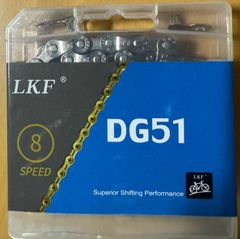 LKF ®
8
SPEED
DG51
LKF ®
Superior Shifting Performance